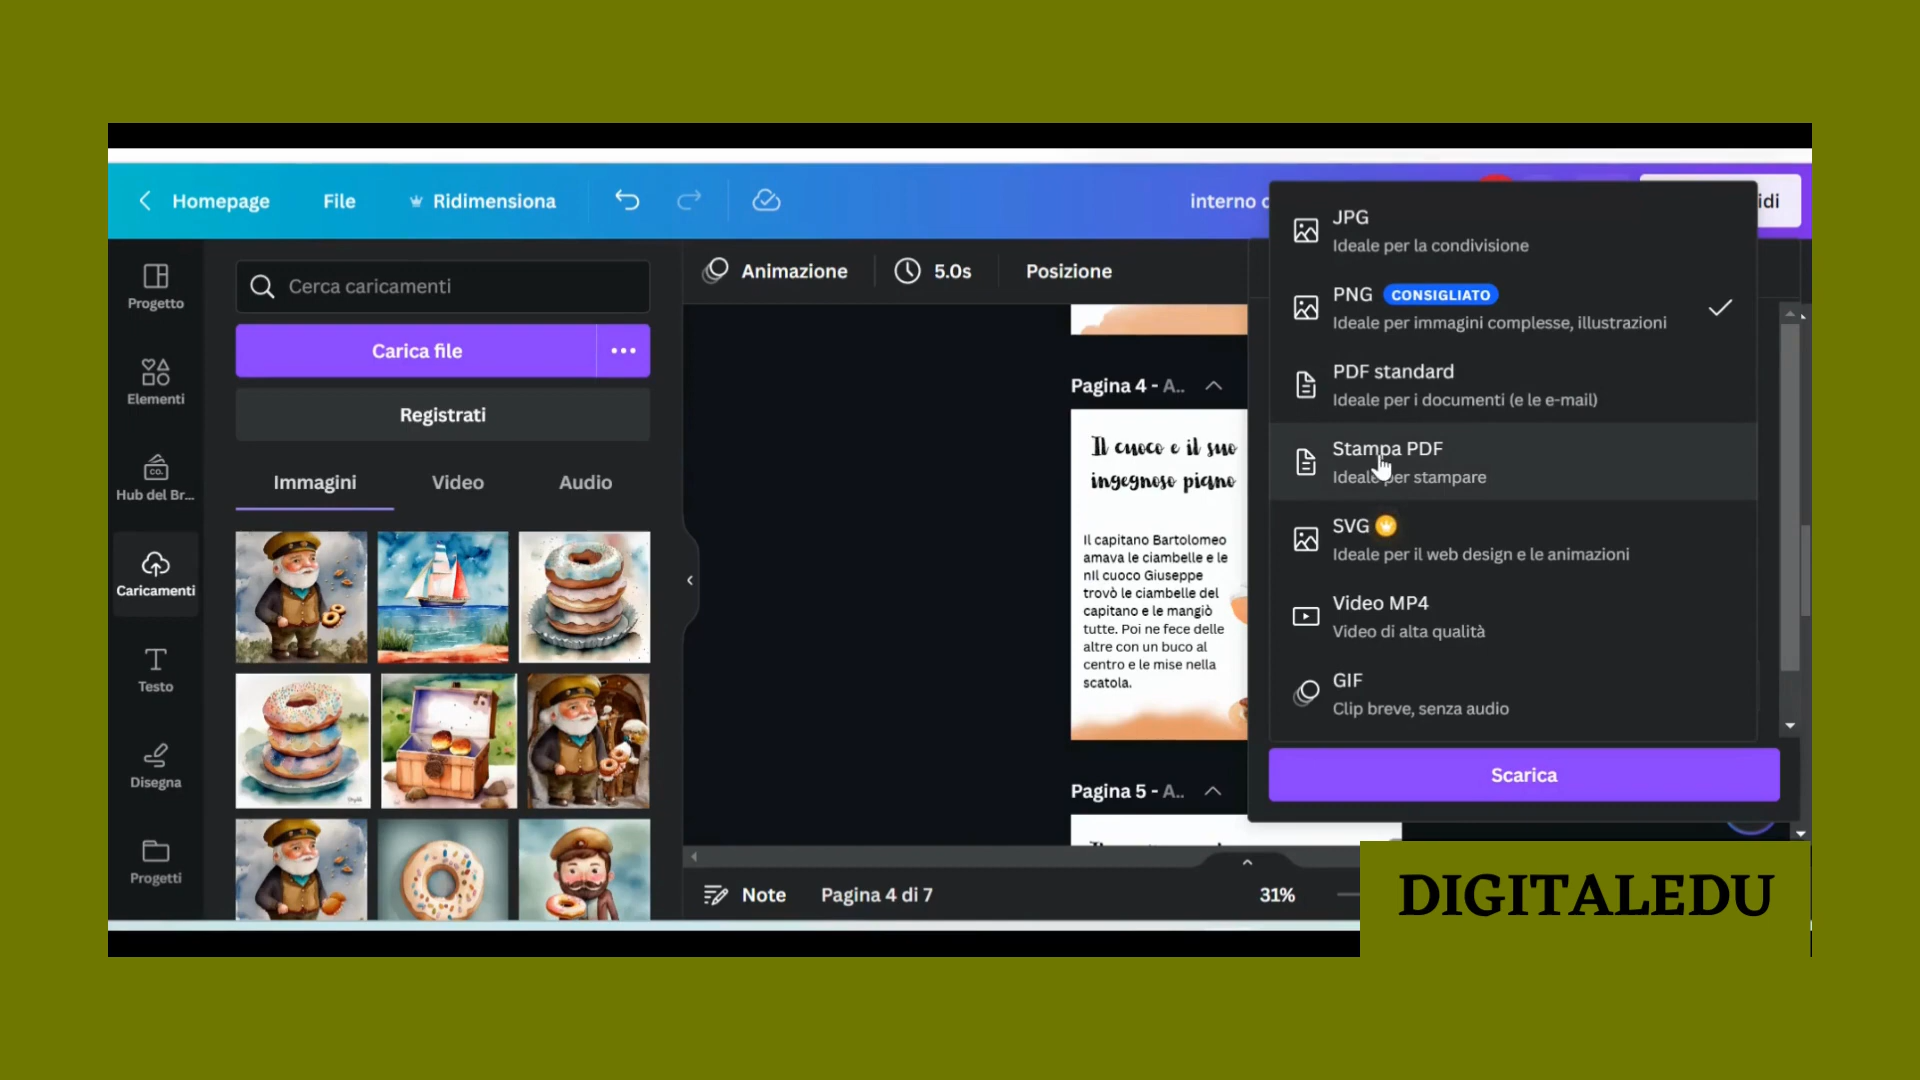 Homepage
File
Ridimensiona
interno
idi
Progetto
Elementi
Hub del Br...
Caricamenti
Testo
Disegna
Progetti
Cerca caricamenti
Carica file
Registrati
Immagini
Video
Audio
Animazione
5.0s
Posizione
Pagina 4 - A..
Il cuoco e il suo
ingegnoso piano
Il capitano Bartolomeo
amava le ciambelle e le
nIl cuoco Giuseppe
trovò le ciambelle del
capitano e le mangiò
tutte. Poi ne fece delle
altre con un buco al
centro e le mise nella
scatola.
Pagina 5 - A..
Note
Pagina 4 di 7
31%
JPG
Ideale per la condivisione
PNG CONSIGLIATO
Ideale per immagini complesse, illustrazioni
PDF standard
Ideale per i documenti (e le e-mail)
Stampa PDF
Ideale per stampare
SVG
Ideale per il web design e le animazioni
Video MP4
Video di alta qualità
GIF
Clip breve, senza audio
Scarica
DIGITALEDU